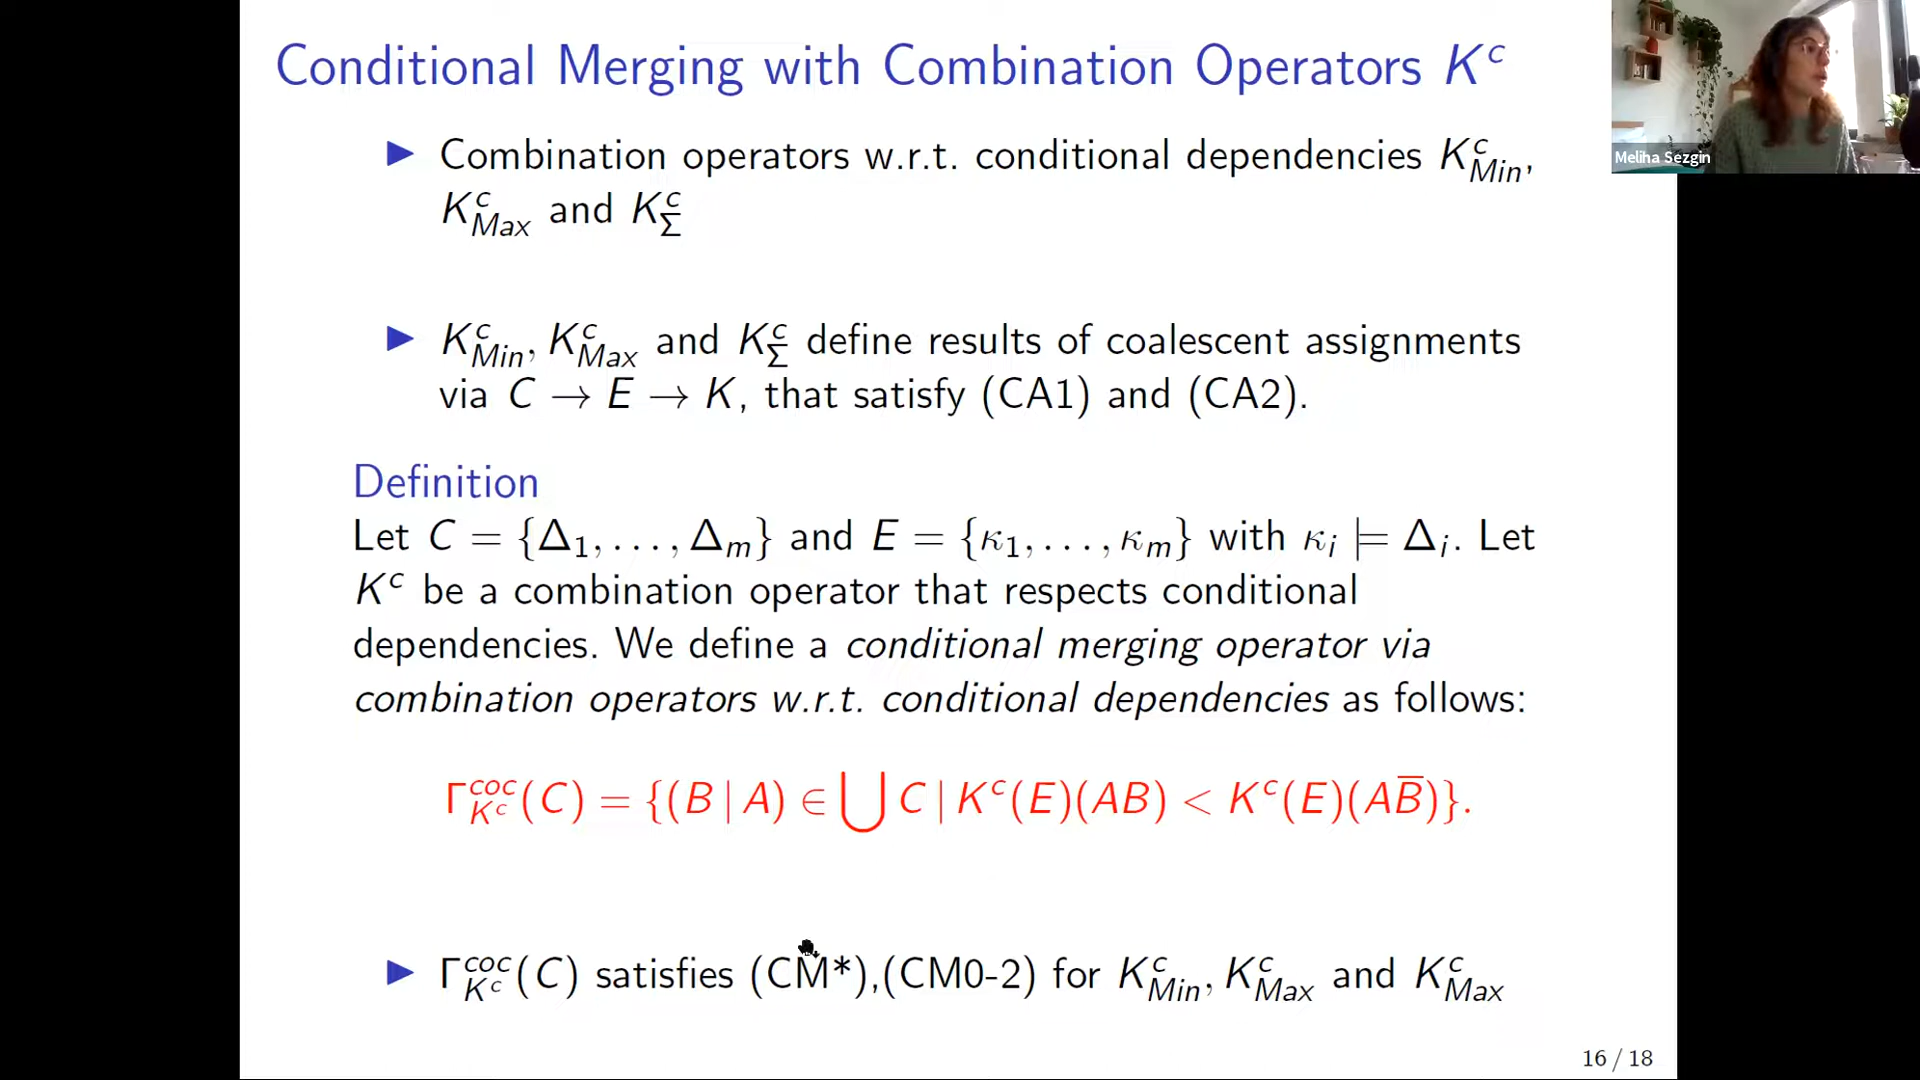 Conditional Merging with Combination Operators K^c
▶ Combination operators w.r.t. conditional dependencies K^c_Min,
K^c_Max and K^c_Σ
▶ K^c_Min, K^c_Max and K^c_Σ define results of coalescent assignments
via C → E → K, that satisfy (CA1) and (CA2).
Definition
Let C = {Δ_1, . . . , Δ_m} and E = {κ_1, . . . , κ_m} with κ_i ⊨ Δ_i. Let
K^c be a combination operator that respects conditional
dependencies. We define a conditional merging operator via
combination operators w.r.t. conditional dependencies as follows:
Γ^coc_{K^c}(C) = {(B | A) ∈ ⋃ C | K^c(E)(AB) < K^c(E)(AB̅)}.
▶ Γ^coc_{K^c}(C) satisfies (CM*),(CM0-2) for K^c_Min, K^c_Max and K^c_Max
16 / 18
Meliha Sezgin